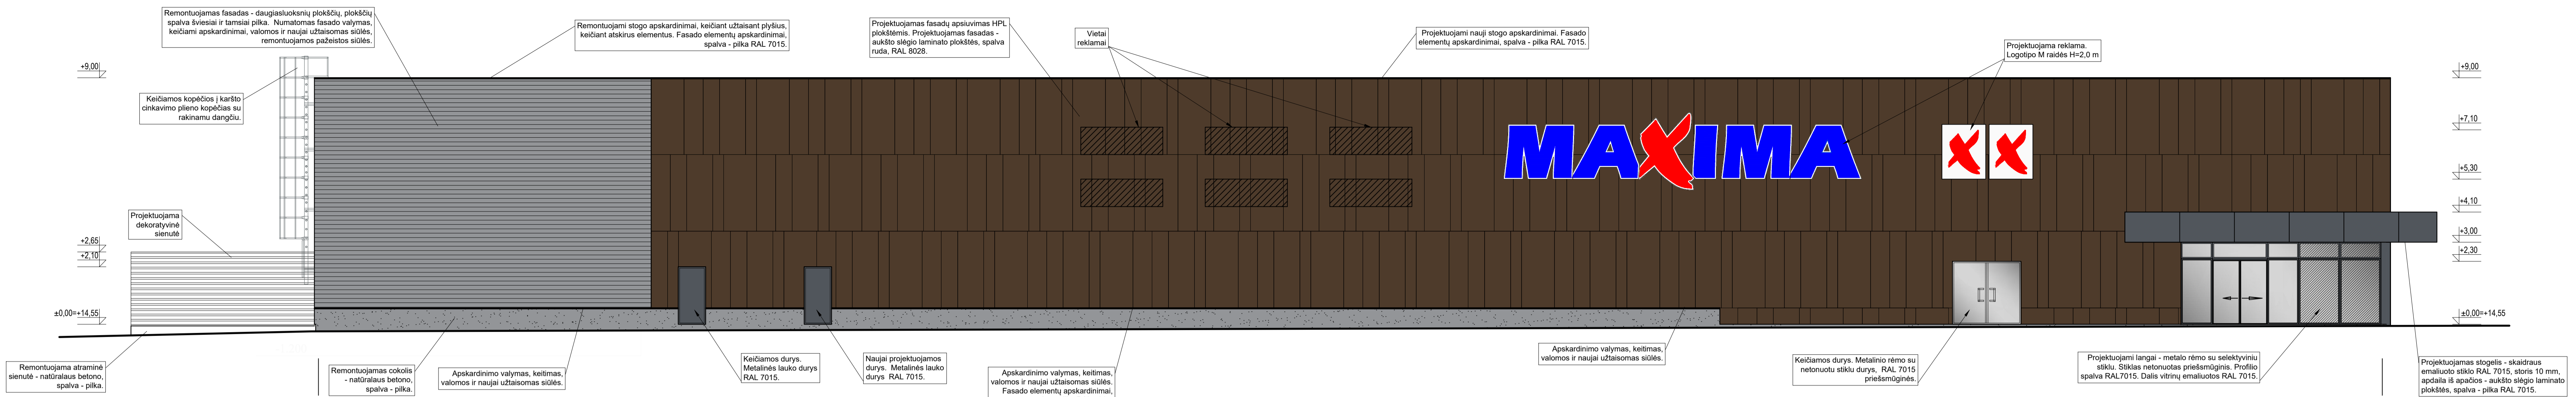 Remontuojamas fasadas - daugiasluoksnių plokščių, plokščių
spalva šviesiai ir tamsiai pilka.  Numatomas fasado valymas,
keičiami apskardinimai, valomos ir naujai užtaisomas siūlės,
remontuojamos pažeistos siūlės.
Remontuojami stogo apskardinimai, keičiant užtaisant plyšius,
keičiant atskirus elementus. Fasado elementų apskardinimai,
spalva - pilka RAL 7015.
Projektuojamas fasadų apsiuvimas HPL
plokštėmis. Projektuojamas fasadas -
aukšto slėgio laminato plokštės, spalva
ruda, RAL 8028.
Vietai
reklamai
Projektuojami nauji stogo apskardinimai. Fasado
elementų apskardinimai, spalva - pilka RAL 7015.
Projektuojama reklama.
Logotipo M raidės H=2,0 m
+9,00
+9,00
Keičiamos kopėčios į karšto
cinkavimo plieno kopėčias su
rakinamu dangčiu.
+7,10
MAXIMA
X X
+5,30
Projektuojama
dekoratyvinė
sienutė
+4,10
+2,65
+2,10
+3,00
+2,30
±0,00=+14,55
±0,00=+14,55
Remontuojama atraminė
sienutė - natūralaus betono,
spalva - pilka.
Remontuojamas cokolis
- natūralaus betono,
spalva - pilka.
Apskardinimo valymas, keitimas,
valomos ir naujai užtaisomas siūlės.
Keičiamos durys.
Metalinės lauko durys
RAL 7015.
Naujai projektuojamos
durys.  Metalinės lauko
durys  RAL 7015.
Apskardinimo valymas, keitimas,
valomos ir naujai užtaisomas siūlės.
Fasado elementų apskardinimai,
Apskardinimo valymas, keitimas,
valomos ir naujai užtaisomas siūlės.
Keičiamos durys. Metalinio rėmo su
netonuotu stiklu durys,  RAL 7015
priešsmūginės.
Projektuojami langai - metalo rėmo su selektyviniu
stiklu. Stiklas netonuotas priešsmūginis. Profilio
spalva RAL7015. Dalis vitrinų emaliuotos RAL 7015.
Projektuojamas stogelis - skaidraus
emaliuoto stiklo RAL 7015, storis 10 mm,
apdaila iš apačios - aukšto slėgio laminato
plokštės, spalva - pilka RAL 7015.